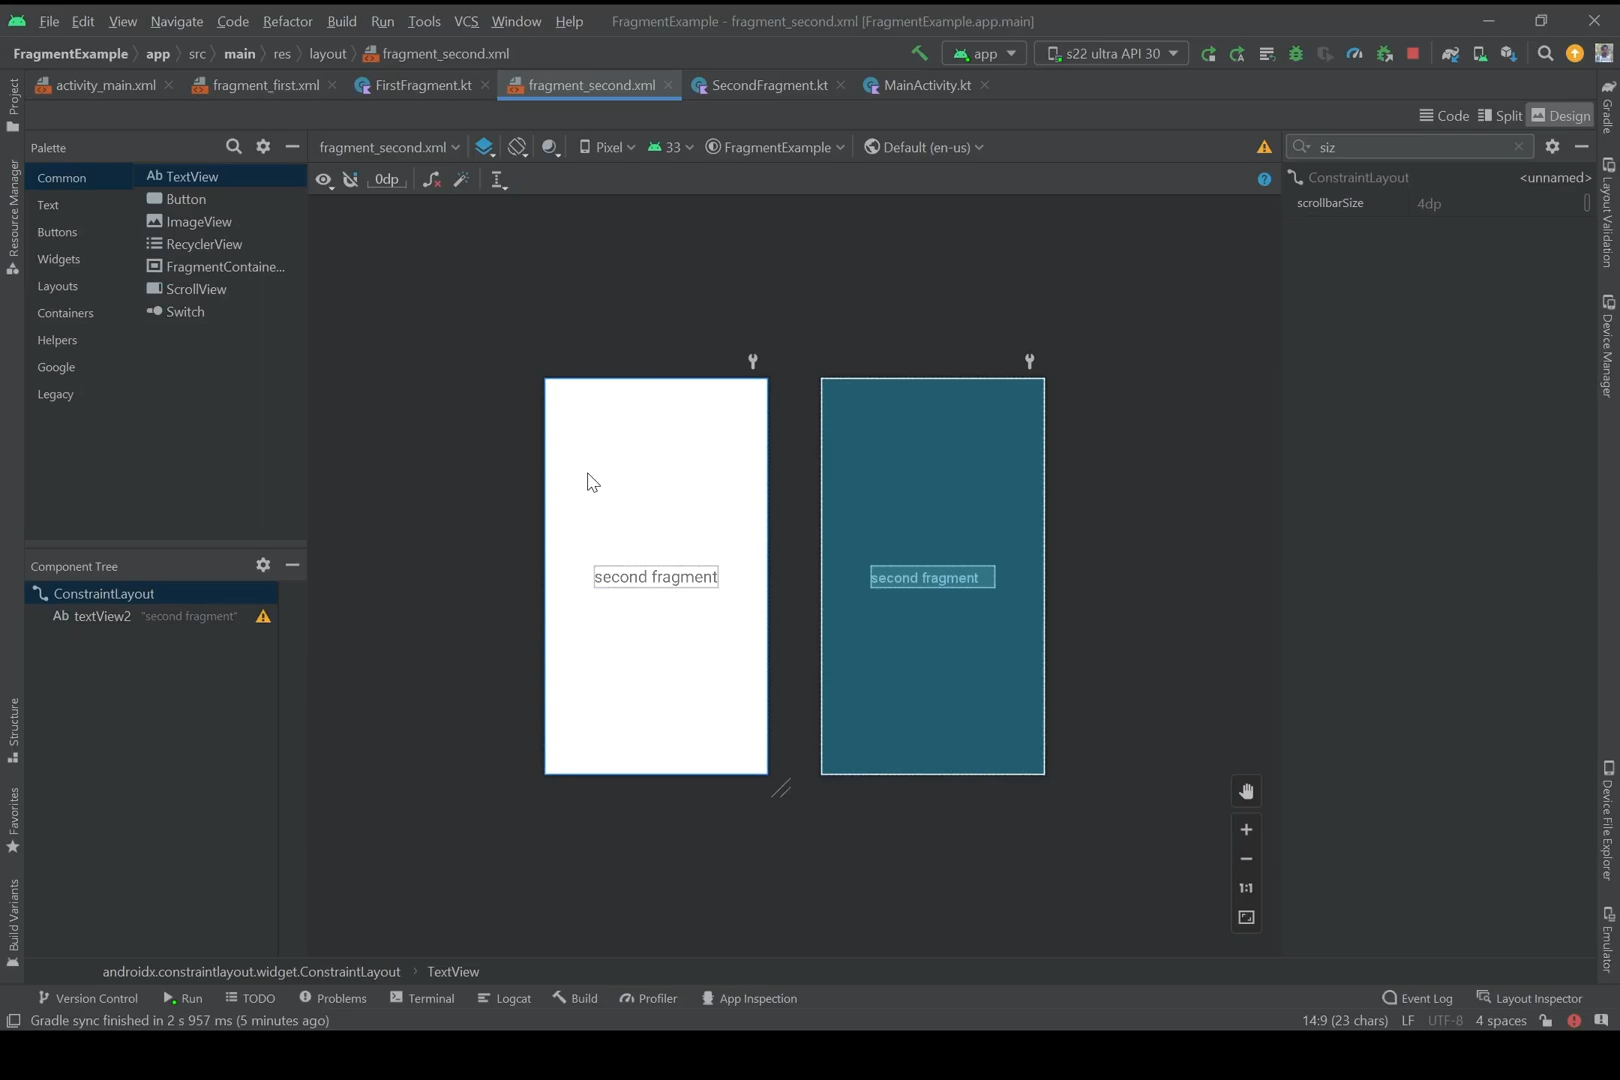 File Edit View Navigate Code Refactor Build Run Tools VCS Window Help FragmentExample - fragment_second.xml [FragmentExample.app.main]
FragmentExample app src main res layout fragment_second.xml app s22 ultra API 30
activity_main.xml fragment_first.xml FirstFragment.kt fragment_second.xml SecondFragment.kt MainActivity.kt
Code Split Design
Palette fragment_second.xml Pixel 33 FragmentExample Default (en-us) siz
Common Ab TextView 0dp ConstraintLayout <unnamed>
Text Button scrollbarSize 4dp
Buttons ImageView
Widgets RecyclerView
Layouts FragmentContaine...
Containers ScrollView
Helpers Switch
Google
Legacy
second fragment second fragment
Component Tree
ConstraintLayout
Ab textView2 "second fragment"
1:1
androidx.constraintlayout.widget.ConstraintLayout TextView
Version Control Run TODO Problems Terminal Logcat Build Profiler App Inspection Event Log Layout Inspector
Gradle sync finished in 2 s 957 ms (5 minutes ago) 14:9 (23 chars) LF UTF-8 4 spaces
Project
Resource Manager
Structure
Favorites
Build Variants
Gradle
Layout Validation
Device Manager
Device File Explorer
Emulator